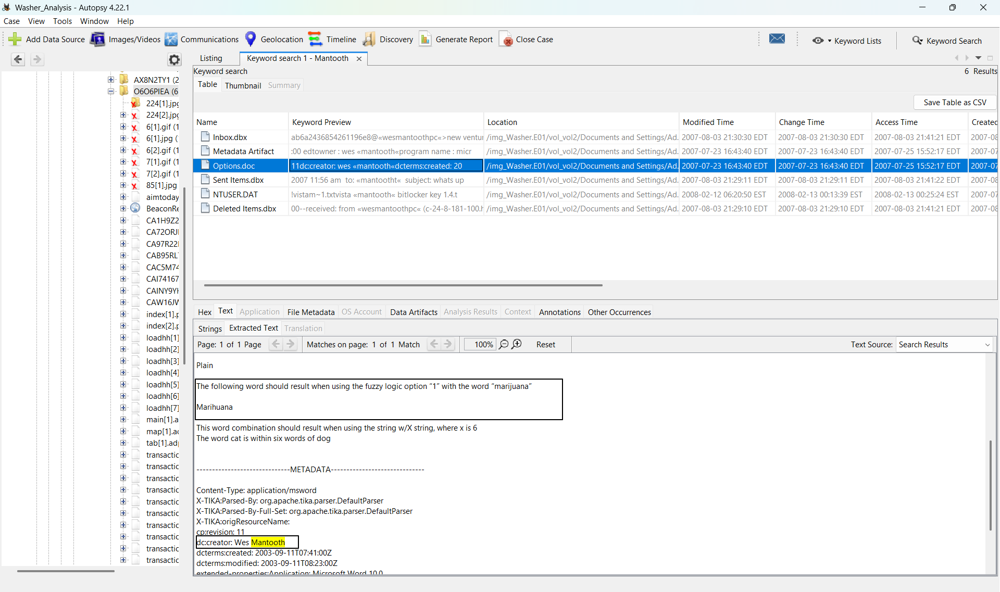 Washer_Analysis - Autopsy 4.22.1
Case View Tools Window Help
Add Data Source Images/Videos Communications Geolocation Timeline Discovery Generate Report Close Case Keyword Lists Keyword Search
Listing Keyword search 1 - Mantooth
Keyword search 6 Results
Table Thumbnail Summary
Save Table as CSV
Name Keyword Preview Location Modified Time Change Time Access Time Created
Inbox.dbx ab6a2436854261196e8@«wesmantoothpc«>new ventu /img_Washer.E01/vol_vol2/Documents and Settings/Ad. 2007-08-03 21:30:30 EDT 2007-08-03 21:30:30 EDT 2007-08-03 21:41:21 EDT 2007-08
Metadata Artifact :00 edtowner : wes «mantooth«program name : micr /img_Washer.E01/vol_vol2/Documents and Settings/Ad. 2007-07-23 16:43:40 EDT 2007-07-23 16:43:40 EDT 2007-07-25 15:52:17 EDT 2007-07
Options.doc 11dc:creator: wes «mantooth«dcterms:created: 20 /img_Washer.E01/vol_vol2/Documents and Settings/Ad. 2007-07-23 16:43:40 EDT 2007-07-23 16:43:40 EDT 2007-07-25 15:52:17 EDT 2007-07
Sent Items.dbx 2007 11:56 am to: «mantootht« subject: whats up /img_Washer.E01/vol_vol2/Documents and Settings/Ad. 2007-08-03 21:29:11 EDT 2007-08-03 21:29:11 EDT 2007-08-03 21:41:22 EDT 2007-08
NTUSER.DAT !vistam~1.txtvista «mantooth« bitlocker key 1.4.t /img_Washer.E01/vol_vol2/Documents and Settings/Ad. 2008-02-12 06:20:50 EST 2008-02-13 00:13:39 EST 2008-02-13 00:25:24 EST 2007-07
Deleted Items.dbx 00--received: from «wesmantoothpc« (c-24-8-181-100.h /img_Washer.E01/vol_vol2/Documents and Settings/Ad. 2007-08-03 21:29:10 EDT 2007-08-03 21:29:10 EDT 2007-08-03 21:41:21 EDT 2007-08
AX8N2TY1 (2
O6O6PIEA (6
224[1].jpg
224[2].jpg
6[1].gif (1
6[1].jpg (
6[2].gif (1
7[1].gif (1
7[2].gif (1
85[1].jpg
aimtoday
BeaconRe
CA1H9Z2
CA72ORJ
CA97R22
CAB95RL
CAC5M74
CAI74167
CAINY9Y
CAW16JW
index[1].p
index[2].p
loadhh[1]
loadhh[2]
loadhh[3]
loadhh[4]
loadhh[5]
loadhh[6]
loadhh[7]
main[1].a
map[1].ac
tab[1].adp
transactic
transactic
transactic
transactic
transactic
transactic
transactic
transactic
transactic
transactic
Hex Text Application File Metadata OS Account Data Artifacts Analysis Results Context Annotations Other Occurrences
Strings Extracted Text Translation
Page: 1 of 1 Page Matches on page: 1 of 1 Match 100% Reset Text Source: Search Results
Plain
The following word should result when using the fuzzy logic option “1” with the word “marijuana”
Marihuana
This word combination should result when using the string w/X string, where x is 6
The word cat is within six words of dog
------------------------------METADATA------------------------------
Content-Type: application/msword
X-TIKA:Parsed-By: org.apache.tika.parser.DefaultParser
X-TIKA:Parsed-By-Full-Set: org.apache.tika.parser.DefaultParser
X-TIKA:origResourceName:
cp:revision: 11
dc:creator: Wes Mantooth
dcterms:created: 2003-09-11T07:41:00Z
dcterms:modified: 2003-09-11T08:23:00Z
extended-properties:Application: Microsoft Word 10.0